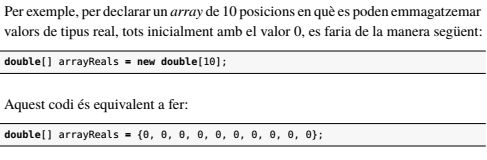 Per exemple, per declarar un array de 10 posicions en què es poden emmagatzemar
valors de tipus real, tots inicialment amb el valor 0, es faria de la manera següent:
double[] arrayReals = new double[10];
Aquest codi és equivalent a fer:
double[] arrayReals = {0, 0, 0, 0, 0, 0, 0, 0, 0, 0};